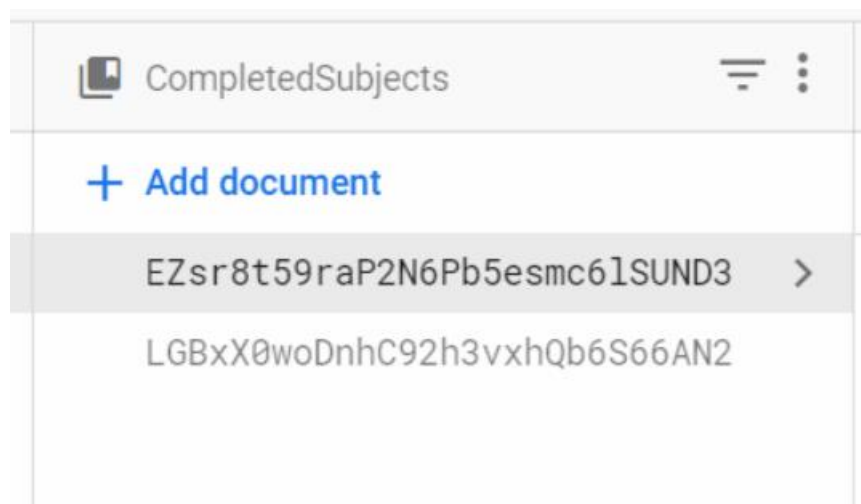 CompletedSubjects
Add document
EZsr8t59raP2N6Pb5esmc6lSUND3
LGBxX0woDnhC92h3vxhQb6S66AN2